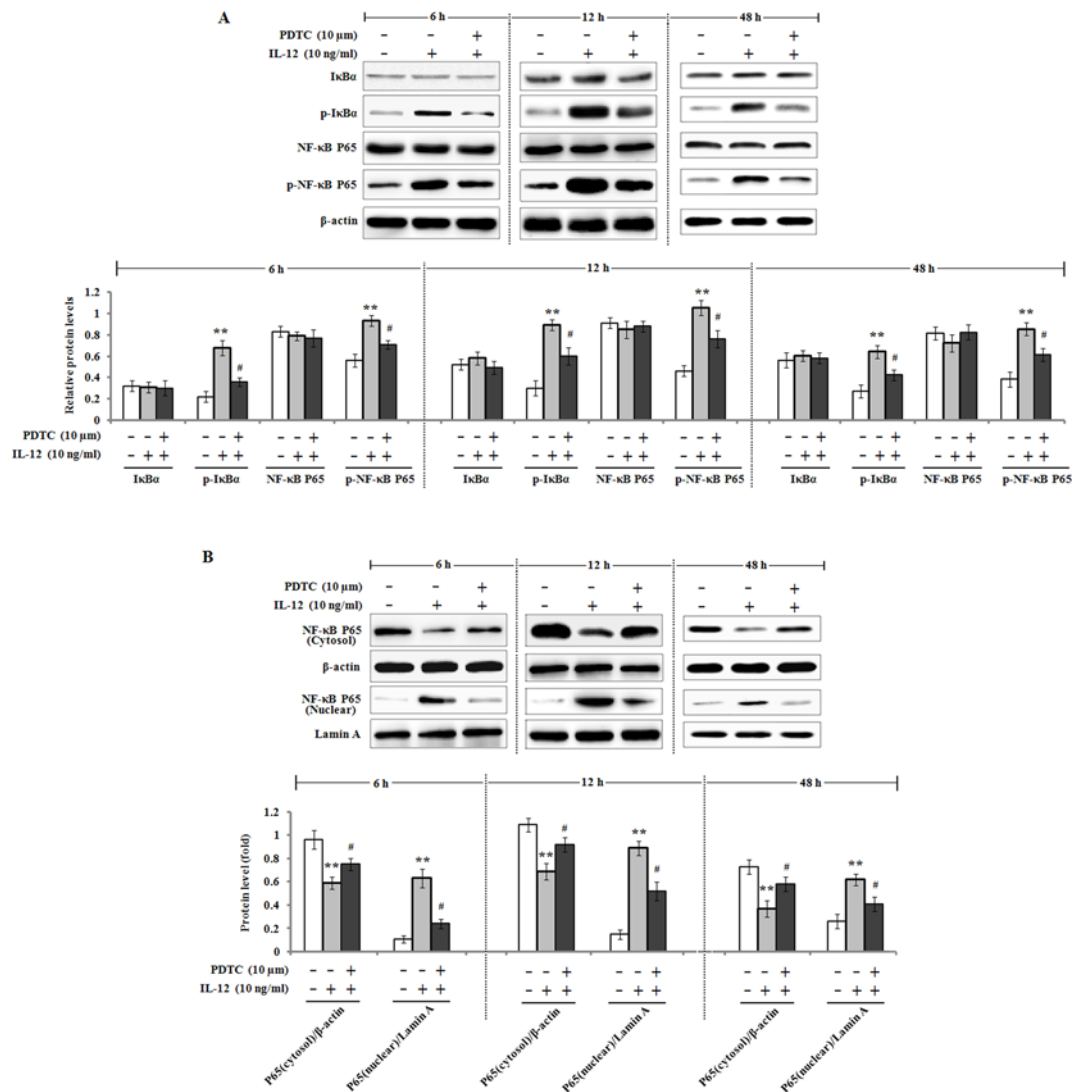 A
6 h 12 h 48 h
PDTC (10 µm) - - + - - + - - +
IL-12 (10 ng/ml) - + + - + + - + +
IκBα
p-IκBα
NF-κB P65
p-NF-κB P65
β-actin
6 h 12 h 48 h
Relative protein levels
1.2
1
0.8
0.6
0.4
0.2
0
** ** ** ** ** **
# # # # # #
PDTC (10 µm) - - + - - + - - + - - + - - + - - + - - + - - + - - + - - + - - + - - +
IL-12 (10 ng/ml) - + + - + + - + + - + + - + + - + + - + + - + + - + + - + + - + + - + +
IκBα p-IκBα NF-κB P65 p-NF-κB P65 IκBα p-IκBα NF-κB P65 p-NF-κB P65 IκBα p-IκBα NF-κB P65 p-NF-κB P65
B
6 h 12 h 48 h
PDTC (10 µm) - - + - - + - - +
IL-12 (10 ng/ml) - + + - + + - + +
NF-κB P65
(Cytosol)
β-actin
NF-κB P65
(Nuclear)
Lamin A
6 h 12 h 48 h
Protein level (fold)
1.2
1
0.8
0.6
0.4
0.2
0
** ** ** ** ** **
# # # # # #
PDTC (10 µm) - - + - - + - - + - - + - - + - - +
IL-12 (10 ng/ml) - + + - + + - + + - + + - + + - + +
P65(cytosol)/β-actin P65(nuclear)/Lamin A P65(cytosol)/β-actin P65(nuclear)/Lamin A P65(cytosol)/β-actin P65(nuclear)/Lamin A